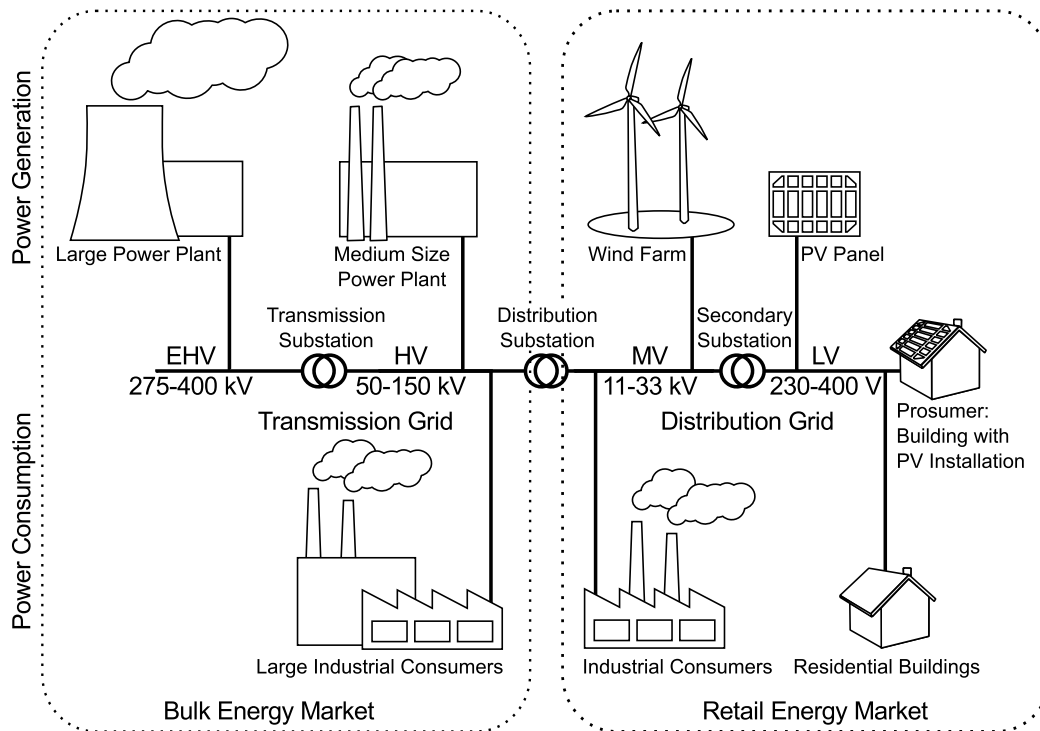 Power Generation
Power Consumption
Large Power Plant
Medium Size
Power Plant
Wind Farm
PV Panel
Transmission
Substation
Distribution
Substation
Secondary
Substation
EHV
275-400 kV
HV
50-150 kV
MV
11-33 kV
LV
230-400 V
Transmission Grid
Distribution Grid
Prosumer:
Building with
PV Installation
Large Industrial Consumers
Industrial Consumers
Residential Buildings
Bulk Energy Market
Retail Energy Market